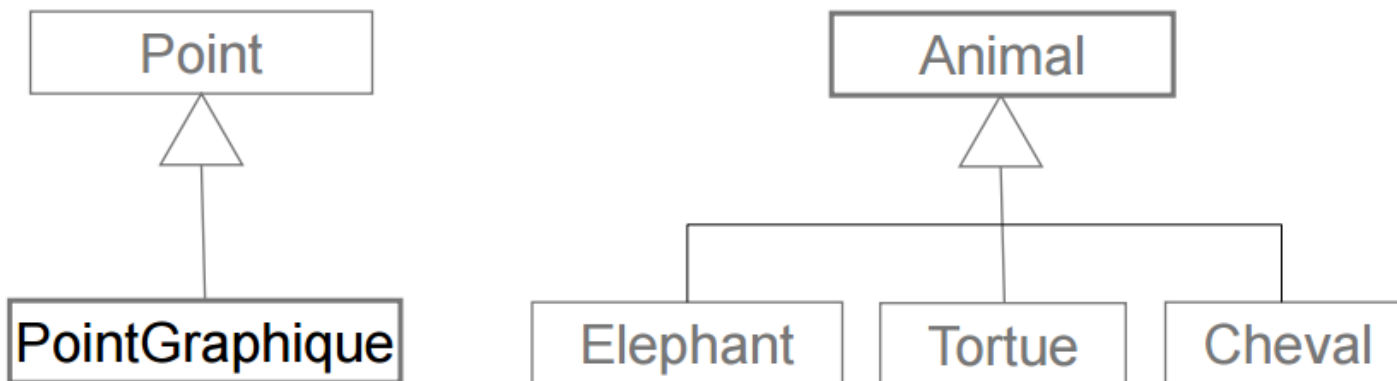 Point
Animal
PointGraphique
Elephant
Tortue
Cheval